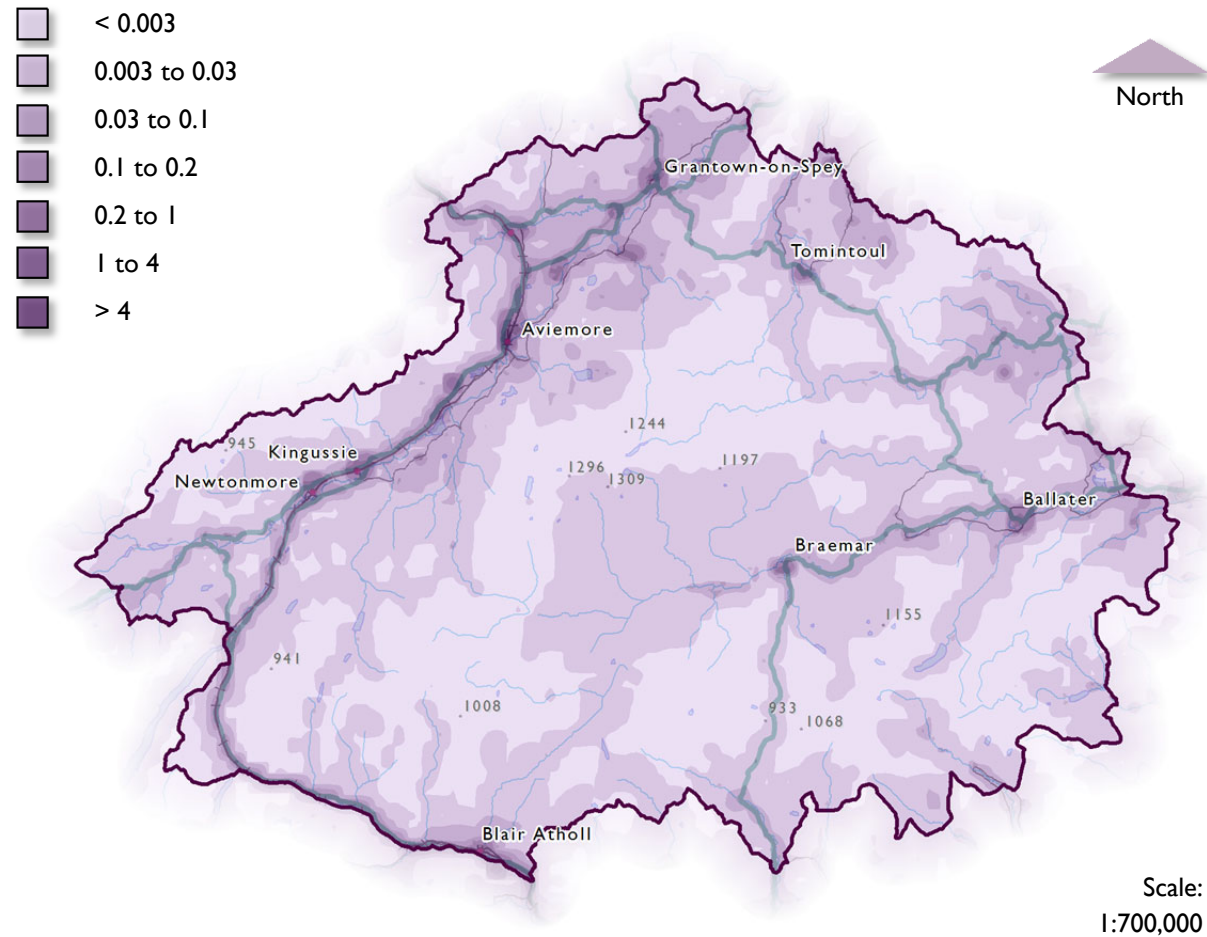 < 0.003
0.003 to 0.03
0.03 to 0.1
0.1 to 0.2
0.2 to 1
1 to 4
> 4
North
Grantown-on-Spey
Tomintoul
Aviemore
1244
945
Kingussie
1296
1197
1309
Newtonmore
Ballater
Braemar
1155
941
1008
933
1068
Blair Atholl
Scale:
1:700,000